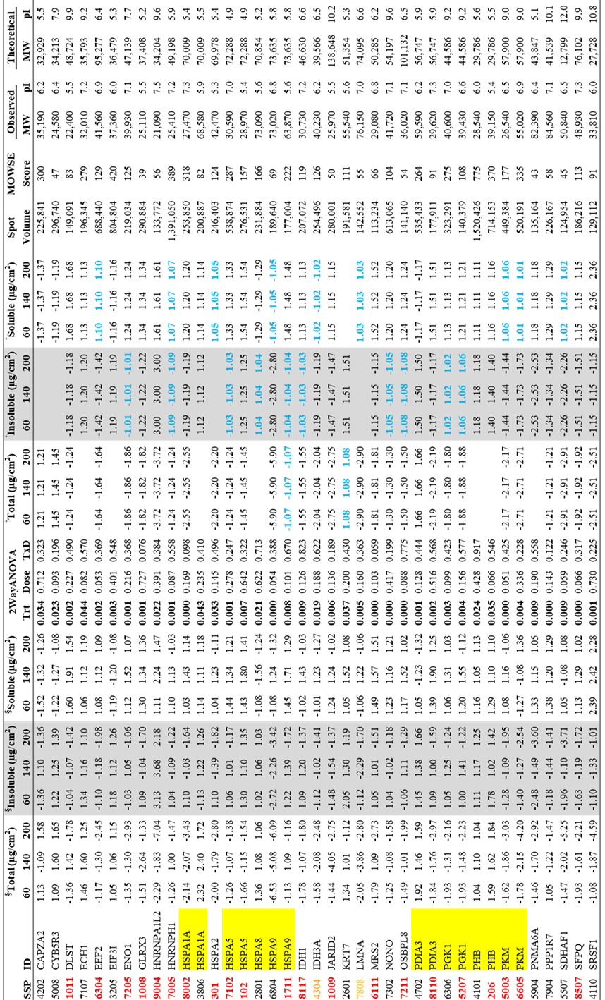 §Total (µg/cm²) §Insoluble (µg/cm²) §Soluble (µg/cm²) 2WayANOVA *Total (µg/cm²) *Insoluble (µg/cm²) *Soluble (µg/cm²) Spot MOWSE Observed Theoretical
SSP ID 60 140 200 60 140 200 60 140 200 Trt Dose TxD 60 140 200 60 140 200 60 140 200 Volume Score MW pI MW pI
4202 CAPZA2 1.13 -1.09 1.58 -1.36 1.10 -1.36 -1.52 -1.32 -1.26 0.034 0.712 0.323 1.21 1.21 1.21 -1.37 -1.37 -1.37 225,841 300 35,190 6.2 32,929 5.5
5008 CYB5R3 1.09 1.60 1.65 1.22 1.25 1.39 -1.22 -1.27 -1.08 0.023 0.093 0.196 1.45 1.45 1.45 -1.19 -1.19 -1.19 296,740 47 24,580 6.4 34,213 7.9
1011 DLST -1.36 1.42 -1.78 -1.04 -1.07 -1.42 1.60 1.91 1.54 0.002 0.227 0.490 -1.24 -1.24 -1.24 -1.18 -1.18 -1.18 1.68 1.68 1.68 149,091 83 22,400 5.5 48,724 9.9
7107 ECH1 1.46 1.60 1.25 1.34 1.16 1.10 1.06 1.12 1.19 0.044 0.082 0.570 1.20 1.20 1.20 1.13 1.13 1.13 196,345 279 32,010 7.2 35,793 9.2
6304 EEF2 -1.17 -1.30 -2.45 -1.10 -1.18 -1.98 1.08 1.12 1.09 0.002 0.053 0.369 -1.64 -1.64 -1.64 -1.42 -1.42 -1.42 1.10 1.10 1.10 688,440 129 41,560 6.9 95,277 6.4
3205 EIF3I 1.05 1.06 1.15 1.18 1.12 1.26 -1.19 -1.20 -1.08 0.003 0.401 0.548 1.19 1.19 1.19 -1.16 -1.16 -1.16 804,804 420 37,360 6.0 36,479 5.3
7205 ENO1 -1.35 -1.30 -2.93 -1.03 1.05 -1.06 1.12 1.52 1.07 0.001 0.216 0.368 -1.86 -1.86 -1.86 -1.01 -1.01 -1.01 1.24 1.24 1.24 219,034 125 39,930 7.1 47,139 7.7
1008 GLRX3 -1.51 -2.64 -1.33 1.09 -1.04 -1.70 1.30 1.34 1.36 0.001 0.727 0.076 -1.82 -1.82 -1.82 -1.22 -1.22 -1.22 1.34 1.34 1.34 290,884 39 25,110 5.5 37,408 5.2
9004 HNRNPA1L2 -2.29 -1.83 -7.04 3.13 3.68 2.18 1.11 2.24 1.47 0.022 0.391 0.384 -3.72 -3.72 -3.72 3.00 3.00 3.00 1.61 1.61 1.61 133,772 56 21,090 7.5 34,204 9.6
7005 HNRNPH1 -1.26 1.00 -1.47 1.04 -1.09 -1.22 1.10 1.13 -1.03 0.001 0.087 0.558 -1.24 -1.24 -1.24 -1.09 -1.09 -1.09 1.07 1.07 1.07 1,391,050 389 25,410 7.2 49,198 5.9
8002 HSPA1A -2.14 -2.07 -3.43 1.10 -1.03 -1.64 1.03 1.43 1.14 0.000 0.169 0.098 -2.55 -2.55 -2.55 -1.19 -1.19 -1.19 1.20 1.20 1.20 253,850 318 27,470 7.3 70,009 5.4
3806 HSPA1A 2.32 2.40 1.72 -1.13 1.22 1.26 1.14 1.11 1.18 0.043 0.235 0.410 1.12 1.12 1.12 1.14 1.14 1.14 200,887 82 68,580 5.9 70,009 5.5
301 HSPA2 -2.00 -1.79 -2.80 1.10 -1.39 -1.82 1.04 1.23 -1.11 0.033 0.145 0.496 -2.20 -2.20 -2.20 1.05 1.05 1.05 246,403 124 42,470 5.3 69,978 5.4
7102 HSPA5 -1.26 -1.07 -1.38 1.06 1.01 -1.17 1.44 1.34 1.21 0.001 0.278 0.247 -1.24 -1.24 -1.24 -1.03 -1.03 -1.03 1.33 1.33 1.33 538,874 287 30,590 7.0 72,288 4.9
102 HSPA5 -1.66 -1.15 -1.54 1.30 1.10 1.35 1.43 1.80 1.41 0.007 0.642 0.322 -1.45 -1.45 -1.45 1.25 1.25 1.25 1.54 1.54 1.54 276,531 157 28,970 5.4 72,288 4.9
2801 HSPA8 1.36 1.08 1.06 1.02 1.06 1.03 -1.08 -1.56 -1.24 0.021 0.622 0.713 1.04 1.04 1.04 -1.29 -1.29 -1.29 231,884 166 73,090 5.6 70,854 5.2
6804 HSPA9 -6.53 -5.08 -6.09 -2.72 -2.26 -3.42 -1.08 1.24 -1.32 0.000 0.054 0.388 -5.90 -5.90 -5.90 -2.80 -2.80 -2.80 -1.05 -1.05 -1.05 189,640 69 73,020 6.8 73,635 5.8
1711 HSPA9 -1.13 1.09 -1.16 1.22 1.39 -1.72 1.45 1.71 1.29 0.008 0.101 0.670 -1.07 -1.07 -1.07 -1.04 -1.04 -1.04 1.48 1.48 1.48 177,004 222 63,870 5.6 73,635 5.8
8117 IDH1 -1.78 -1.07 -1.80 1.09 1.20 -1.37 -1.02 1.43 -1.03 0.009 0.126 0.823 -1.55 -1.55 -1.55 -1.03 -1.03 -1.03 1.13 1.13 1.13 207,072 119 30,730 7.2 46,630 6.6
4304 IDH3A -1.58 -2.08 -2.48 -1.12 -1.02 -1.41 -1.01 1.23 -1.27 0.019 0.188 0.622 -2.04 -2.04 -2.04 -1.19 -1.19 -1.19 -1.02 -1.02 -1.02 254,496 126 40,230 6.2 39,566 6.5
1009 JARID2 -1.44 -4.05 -2.75 -1.48 -1.54 -1.37 1.24 1.24 -1.02 0.006 0.136 0.189 -2.75 -2.75 -2.75 -1.47 -1.47 -1.47 1.15 1.15 1.15 280,001 50 25,970 5.5 138,648 10.2
2601 KRT7 1.34 1.01 -1.12 2.05 1.30 1.19 1.05 1.52 1.08 0.037 0.200 0.430 1.08 1.08 1.08 1.51 1.51 1.51 191,581 111 55,540 5.6 51,354 5.3
7808 LMNA -2.05 -3.86 -2.80 -1.12 -2.29 -1.70 -1.06 1.22 -1.06 0.005 0.160 0.363 -2.90 -2.90 -2.90 1.03 1.03 1.03 142,552 55 76,150 7.0 74,095 6.6
6111 MRS2 -1.79 1.09 -2.73 1.05 1.01 -1.51 1.49 1.57 1.51 0.000 0.103 0.059 -1.81 -1.81 -1.81 -1.15 -1.15 -1.15 1.52 1.52 1.52 113,234 66 29,080 6.8 50,285 6.2
7302 NONO -1.25 -1.08 -1.58 1.04 -1.02 -1.18 1.23 1.16 1.21 0.000 0.417 0.199 -1.30 -1.30 -1.30 -1.05 -1.05 -1.05 1.20 1.20 1.20 613,065 104 41,720 7.1 54,197 9.6
7211 OSBPL8 -1.49 -1.01 -1.99 -1.06 1.11 -1.29 1.17 1.52 1.02 0.000 0.088 0.775 -1.50 -1.50 -1.50 -1.08 -1.08 -1.08 1.24 1.24 1.24 141,140 54 36,020 7.1 101,132 6.5
4702 PDIA3 1.92 1.46 1.59 1.45 1.38 1.66 1.05 -1.23 -1.32 0.001 0.128 0.444 1.66 1.66 1.66 1.50 1.50 1.50 -1.17 -1.17 -1.17 535,433 264 59,590 6.2 56,747 5.9
8110 PDIA3 -1.84 -1.76 -2.97 1.09 1.00 -1.59 1.39 1.90 1.25 0.002 0.516 0.568 -2.19 -2.19 -2.19 -1.17 -1.17 -1.17 1.51 1.51 1.51 177,911 91 29,620 7.3 56,747 5.9
6306 PGK1 -1.93 -1.31 -2.16 1.05 1.25 -1.24 1.06 1.31 1.03 0.003 0.099 0.423 -1.80 -1.80 -1.80 1.02 1.02 1.02 1.13 1.13 1.13 323,291 275 40,600 7.0 44,586 9.2
5207 PGK1 -1.93 -1.48 -2.23 1.00 1.41 -1.22 1.20 1.55 -1.12 0.004 0.156 0.577 -1.88 -1.88 -1.88 1.06 1.06 1.06 1.21 1.21 1.21 140,379 108 39,430 6.6 44,586 9.2
4101 PHB 1.04 1.10 1.04 1.11 1.17 1.25 1.16 1.05 1.13 0.024 0.428 0.917 1.18 1.18 1.18 1.11 1.11 1.11 1,520,426 775 28,540 6.0 29,786 5.6
206 PHB 1.59 1.62 1.84 1.78 1.02 1.42 1.29 1.10 1.10 0.035 0.066 0.546 1.40 1.40 1.40 1.16 1.16 1.16 714,153 370 39,150 5.4 29,786 5.5
5003 PKM -1.62 -1.86 -3.03 -1.28 -1.09 -1.95 1.08 1.16 -1.06 0.000 0.051 0.425 -2.17 -2.17 -2.17 -1.44 -1.44 -1.44 1.06 1.06 1.06 449,384 177 26,540 6.5 57,900 9.0
6605 PKM -1.78 -2.15 -4.20 -1.40 -1.27 -2.54 -1.27 -1.08 1.36 0.004 0.336 0.228 -2.71 -2.71 -2.71 -1.73 -1.73 -1.73 1.01 1.01 1.01 520,191 335 55,020 6.9 57,900 9.0
5904 PNMA6A -1.46 -1.70 -2.92 -2.48 -1.49 -3.60 1.33 1.15 1.05 0.009 0.190 0.558 -2.53 -2.53 -2.53 1.18 1.18 1.18 135,164 43 82,390 6.4 43,847 5.1
7904 PPP1R7 1.05 -1.22 -1.47 -1.18 -1.44 -1.41 1.38 1.20 1.29 0.000 0.143 0.122 -1.21 -1.21 -1.21 -1.34 -1.34 -1.34 1.29 1.29 1.29 226,167 58 84,560 7.1 41,539 10.1
5507 SDHAF1 -1.47 -2.02 -5.25 -1.96 -1.10 -3.71 1.05 -1.08 1.08 0.009 0.059 0.246 -2.91 -2.91 -2.91 -2.26 -2.26 -2.26 1.02 1.02 1.02 124,954 45 50,840 6.5 12,799 12.0
8507 SFPQ -1.93 -1.61 -2.21 -1.63 -1.19 -1.72 1.13 1.29 1.02 0.000 0.066 0.317 -1.92 -1.92 -1.92 -1.51 -1.51 -1.51 1.15 1.15 1.15 186,216 113 48,930 7.3 76,102 9.9
4110 SRSF1 -1.08 -1.87 -4.59 -1.10 -1.33 -1.01 2.39 2.42 2.28 0.001 0.730 0.225 -2.51 -2.51 -2.51 -1.15 -1.15 -1.15 2.36 2.36 2.36 129,112 91 33,810 6.0 27,728 10.8